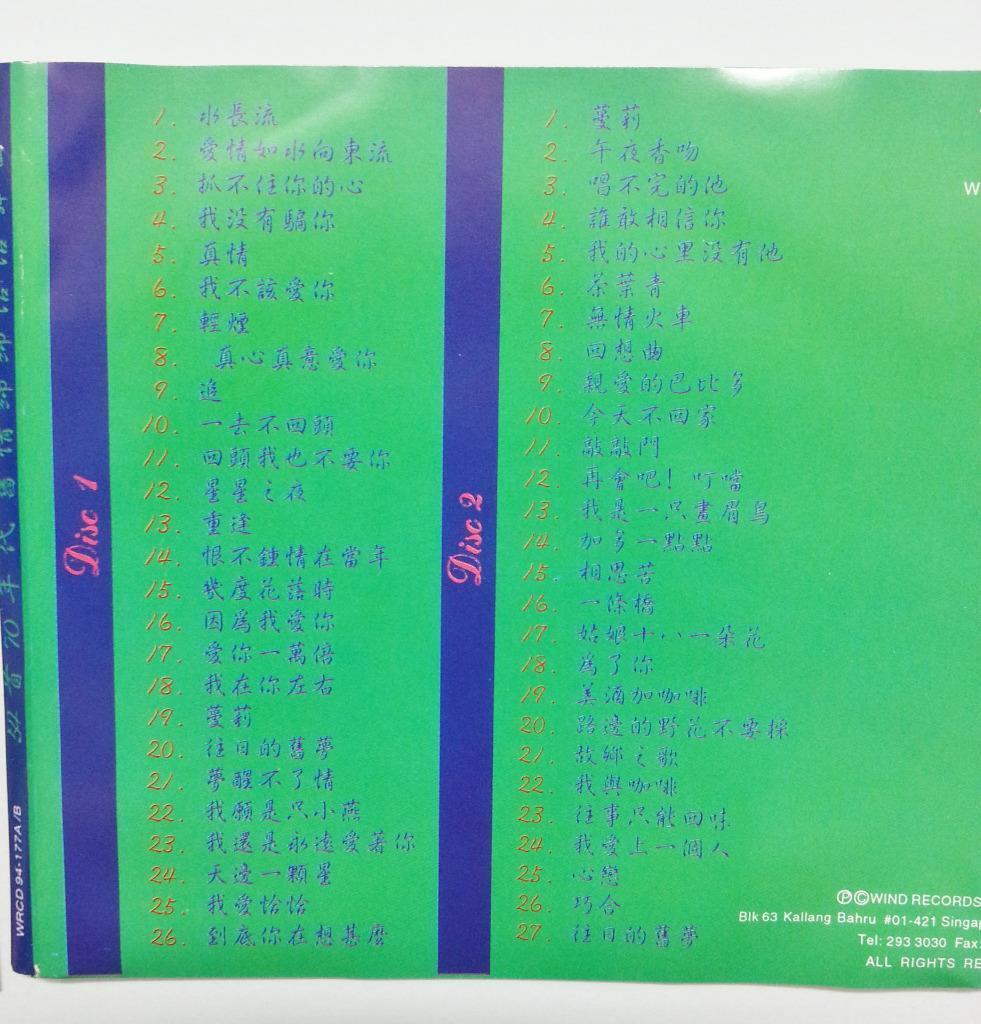 Disc 1
1. 水長流
2. 愛情如水向東流
3. 抓不住你的心
4. 我没有騙你
5. 真情
6. 我不該愛你
7. 輕煙
8. 真心真意愛你
9. 追
10. 一去不回頭
11. 回頭我也不要你
12. 星星之夜
13. 重逢
14. 恨不鍾情在當年
15. 幾度花落時
16. 因為我愛你
17. 愛你一萬倍
18. 我在你左右
19. 蔓莉
20. 往日的舊夢
21. 夢醒不了情
22. 我願是只小燕
23. 我還是永遠愛著你
24. 天邊一顆星
25. 我愛恰恰
26. 到底你在想甚麼
Disc 2
1. 蔓莉
2. 午夜香吻
3. 唱不完的他
4. 誰敢相信你
5. 我的心里没有他
6. 茶葉青
7. 無情火車
8. 回想曲
9. 親愛的巴比多
10. 今天不回家
11. 敲敲門
12. 再會吧! 叮噹
13. 我是一只畫眉鳥
14. 加多一點點
15. 相思苦
16. 一條橋
17. 姑娘十八一朵花
18. 為了你
19. 美酒加咖啡
20. 路邊的野花不要採
21. 故鄉之歌
22. 我與咖啡
23. 往事只能回味
24. 我愛上一個人
25. 心戀
26. 巧合
27. 往日的舊夢
W
ⓅⒸWIND RECORDS
Blk 63 Kallang Bahru #01-421 Singap
Tel: 293 3030 Fax.
ALL RIGHTS RE
70年代舊情綿綿
WRCD 94-177A/B